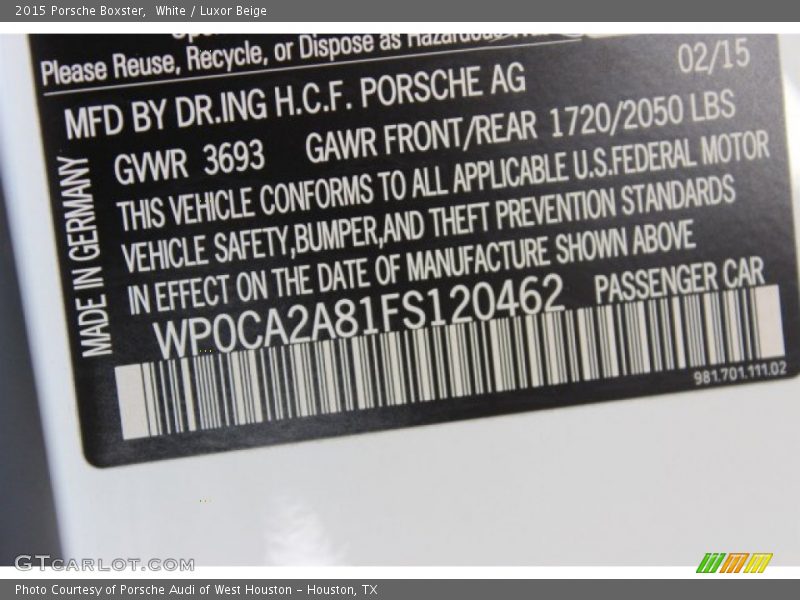 2015 Porsche Boxster, White / Luxor Beige
Please Reuse, Recycle, or Dispose as Hazardous
02/15
MFD BY DR.ING H.C.F. PORSCHE AG
GVWR 3693 GAWR FRONT/REAR 1720/2050 LBS
THIS VEHICLE CONFORMS TO ALL APPLICABLE U.S.FEDERAL MOTOR
VEHICLE SAFETY,BUMPER,AND THEFT PREVENTION STANDARDS
IN EFFECT ON THE DATE OF MANUFACTURE SHOWN ABOVE
WP0CA2A81FS120462 PASSENGER CAR
981.701.111.02
MADE IN GERMANY
GTCARLOT.COM
Photo Courtesy of Porsche Audi of West Houston - Houston, TX